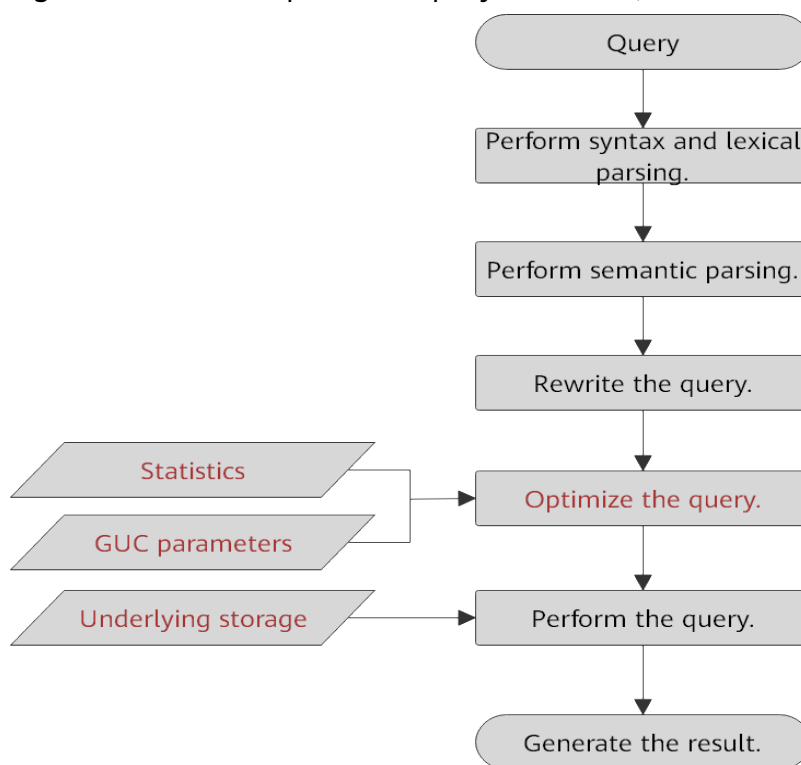 Query
Perform syntax and lexical
parsing.
Perform semantic parsing.
Rewrite the query.
Statistics
Optimize the query.
GUC parameters
Underlying storage
Perform the query.
Generate the result.